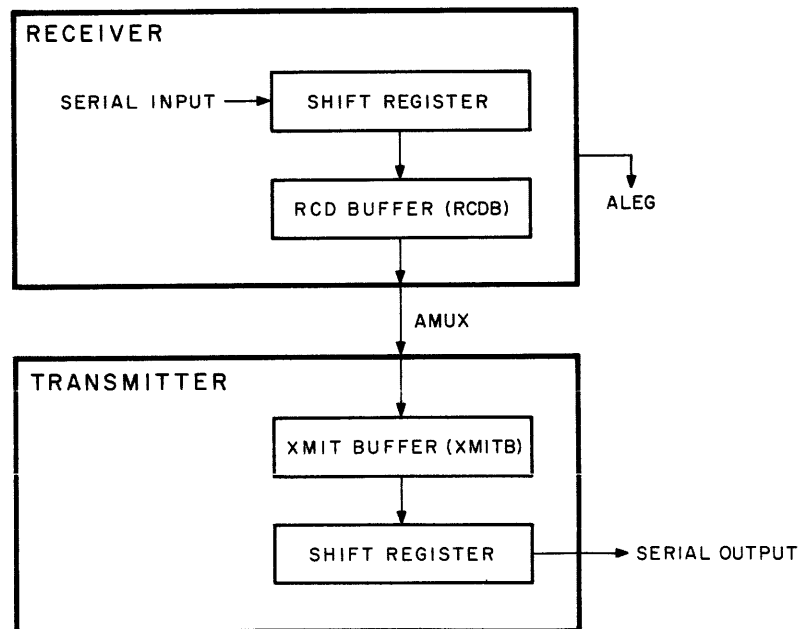 RECEIVER
SERIAL INPUT
SHIFT REGISTER
RCD BUFFER (RCDB)
ALEG
AMUX
TRANSMITTER
XMIT BUFFER (XMITB)
SHIFT REGISTER
SERIAL OUTPUT